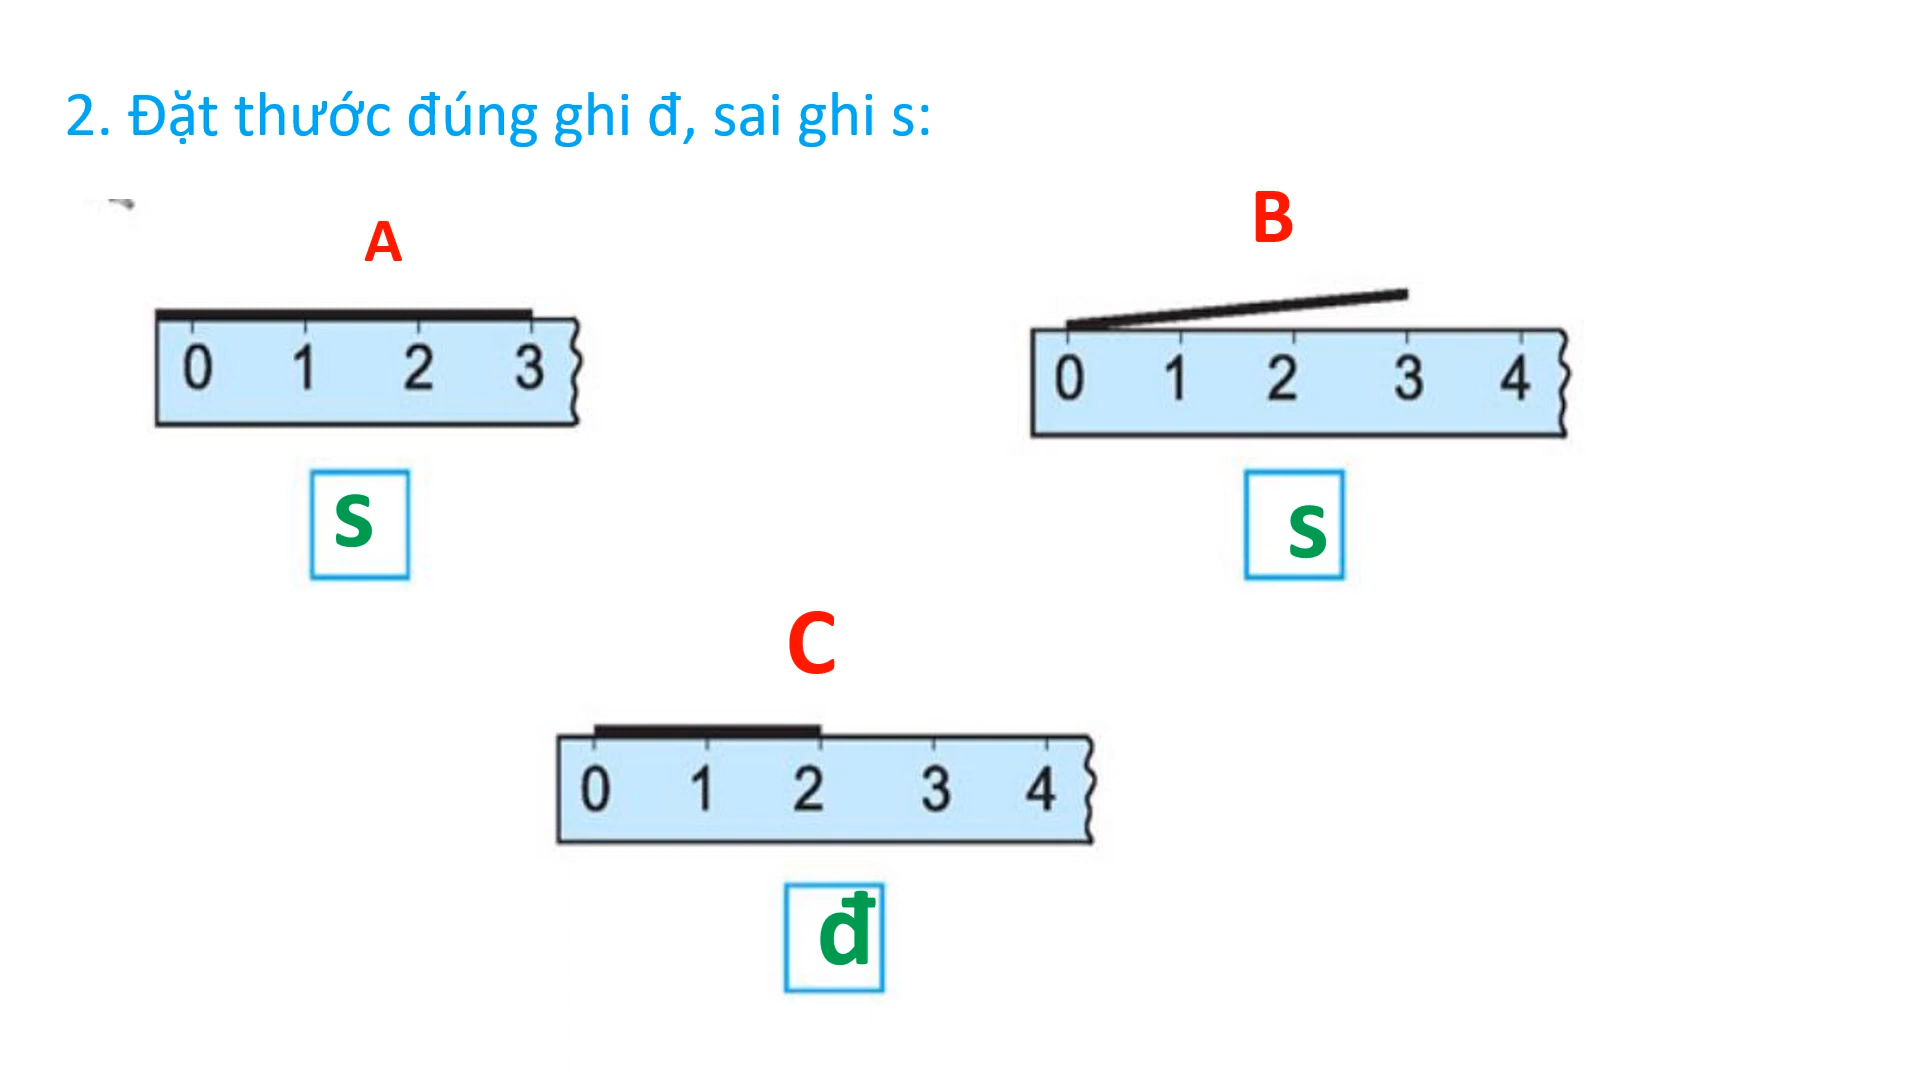 2. Đặt thước đúng ghi đ, sai ghi s:
A
B
0 1 2 3
0 1 2 3 4
s
s
C
0 1 2 3 4
đ